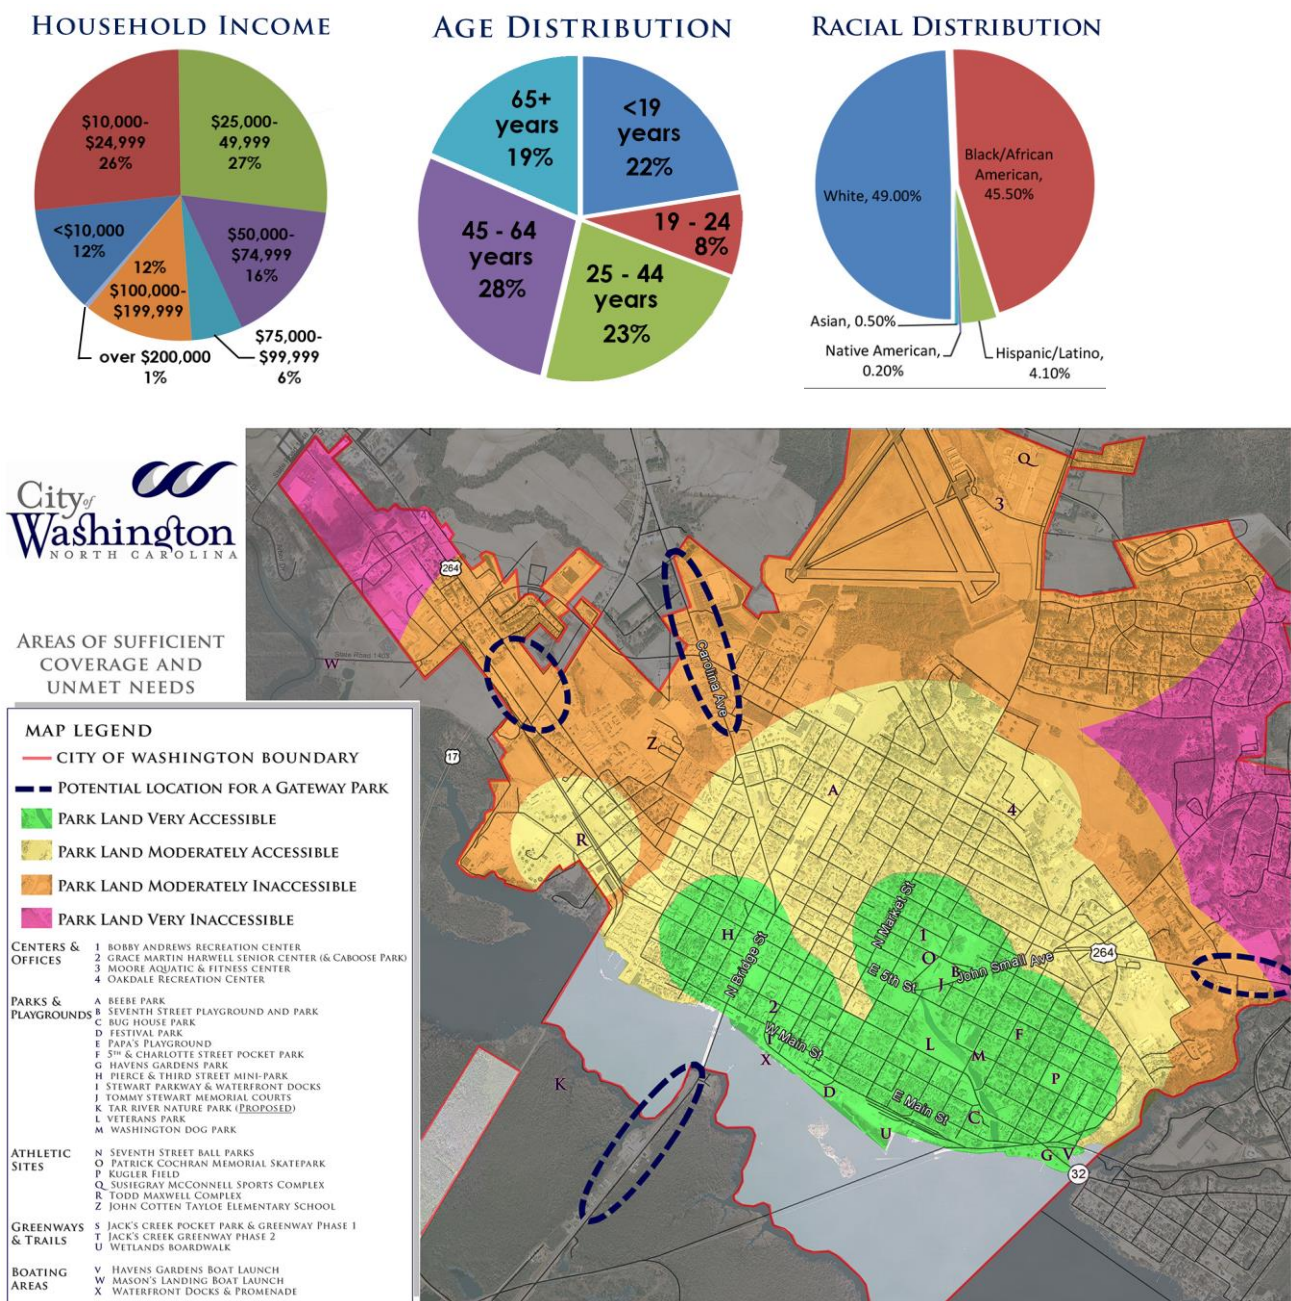 HOUSEHOLD INCOME
$10,000-
$24,999
26%
$25,000-
49,999
27%
<$10,000
12%
12%
$100,000-
$199,999
$50,000-
$74,999
16%
over $200,000
1%
$75,000-
$99,999
6%
AGE DISTRIBUTION
65+
years
19%
<19
years
22%
19 - 24
8%
45 - 64
years
28%
25 - 44
years
23%
RACIAL DISTRIBUTION
White, 49.00%
Black/African
American,
45.50%
Asian, 0.50%
Native American,
0.20%
Hispanic/Latino,
4.10%
City of
Washington
NORTH CAROLINA
AREAS OF SUFFICIENT
COVERAGE AND
UNMET NEEDS
MAP LEGEND
CITY OF WASHINGTON BOUNDARY
POTENTIAL LOCATION FOR A GATEWAY PARK
PARK LAND VERY ACCESSIBLE
PARK LAND MODERATELY ACCESSIBLE
PARK LAND MODERATELY INACCESSIBLE
PARK LAND VERY INACCESSIBLE
CENTERS &
OFFICES
1 BOBBY ANDREWS RECREATION CENTER
2 GRACE MARTIN HARWELL SENIOR CENTER (& CABOOSE PARK)
3 MOORE AQUATIC & FITNESS CENTER
4 OAKDALE RECREATION CENTER
PARKS &
PLAYGROUNDS
A BEEBE PARK
B SEVENTH STREET PLAYGROUND AND PARK
C BUG HOUSE PARK
D FESTIVAL PARK
E PAPA'S PLAYGROUND
F 5TH & CHARLOTTE STREET POCKET PARK
G HAVENS GARDENS PARK
H PIERCE & THIRD STREET MINI-PARK
I STEWART PARKWAY & WATERFRONT DOCKS
J TOMMY STEWART MEMORIAL COURTS
K TAR RIVER NATURE PARK (PROPOSED)
L VETERANS PARK
M WASHINGTON DOG PARK
ATHLETIC
SITES
N SEVENTH STREET BALL PARKS
O PATRICK COCHRAN MEMORIAL SKATEPARK
P KUGLER FIELD
Q SUSIEGRAY MCCONNELL SPORTS COMPLEX
R TODD MAXWELL COMPLEX
Z JOHN COTTEN TAYLOE ELEMENTARY SCHOOL
GREENWAYS
& TRAILS
S JACK'S CREEK POCKET PARK & GREENWAY PHASE 1
T JACK'S CREEK GREENWAY PHASE 2
U WETLANDS BOARDWALK
BOATING
AREAS
V HAVENS GARDENS BOAT LAUNCH
W MASON'S LANDING BOAT LAUNCH
X WATERFRONT DOCKS & PROMENADE
Q
3
264
State Road 1403
W
Carolina Ave
17
Z
A
4
R
N Market St
H
1
N Bridge St
O
264
B
John Small Ave
E 5th St
J
2
F
W Main St
I
L
M
X
P
K
D
E Main St
C
U
G
V
32